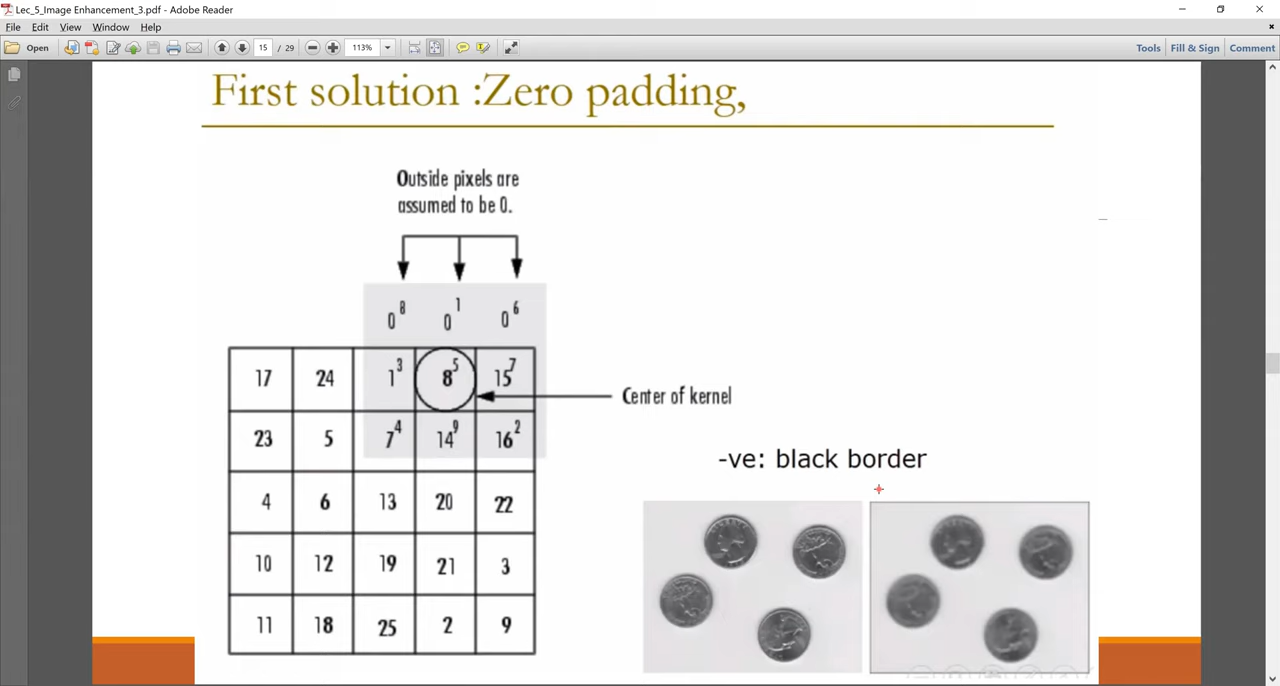 Lec_5_Image Enhancement_3.pdf - Adobe Reader
File Edit View Window Help
Open 15 / 29 113% Tools Fill & Sign Comment
First solution :Zero padding,
Outside pixels are
assumed to be 0.
0 8 0 1 0 6
17 24 1 3 8 5 15 7
Center of kernel
23 5 7 4 14 9 16 2
4 6 13 20 22
10 12 19 21 3
11 18 25 2 9
-ve: black border